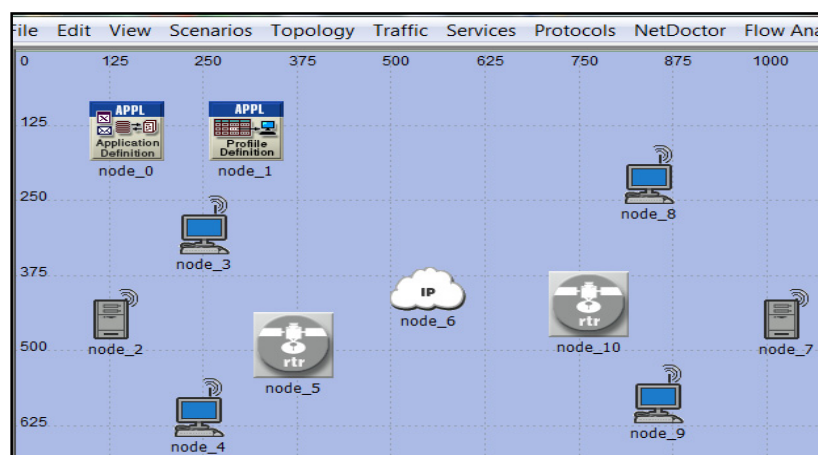 File Edit View Scenarios Topology Traffic Services Protocols NetDoctor Flow Ana
0 125 250 375 500 625 750 875 1000
125
APPL
Application
Definition
node_0
APPL
Profile
Definition
node_1
250
node_8
node_3
375
IP
node_6
rtr
node_10
node_2
500
rtr
node_5
node_7
625
node_4
node_9